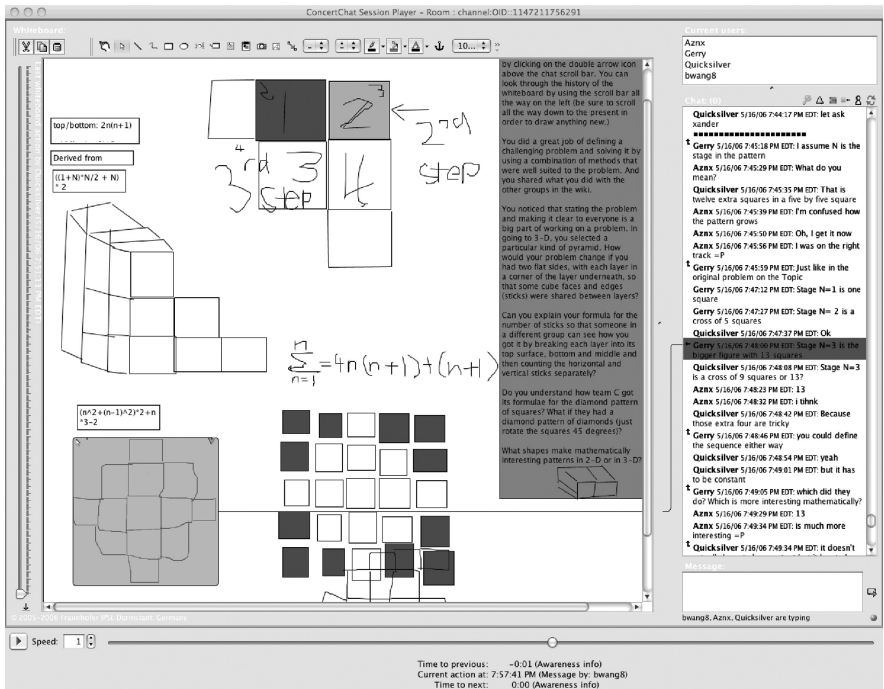 ConcertChat Session Player - Room : channel:OID::1147211756291
Whiteboard:
10...
top/bottom: 2n(n+1)
Derived from
((1+N)*N/2 + N)
* 2
2
1
3
2
2nd
step
4
3rd
step
3
4
n
∑ =4n(n+1)+(n+1)
n=1
(n^2+(n-1)^2)*2+n
*3-2
by clicking on the double arrow icon
above the chat scroll bar. You can
look through the history of the
whiteboard by using the scroll bar all
the way on the left (be sure to scroll
all the way down to the present in
order to draw anything new.)
You did a great job of defining a
challenging problem and solving it by
using a combination of methods that
were well suited to the problem. And
you shared what you did with the
other groups in the wiki.
You noticed that stating the problem
and making it clear to everyone is a
big part of working on a problem. In
going to 3-D, you selected a
particular kind of pyramid. How
would your problem change if you
had two flat sides, with each layer in
a corner of the layer underneath, so
that some cube faces and edges
(sticks) were shared between layers?
Can you explain your formula for the
number of sticks so that someone in
a different group can see how you
got it by breaking each layer into its
top surface, bottom and middle and
then counting the horizontal and
vertical sticks separately?
Do you understand how team C got
its formulae for the diamond pattern
of squares? What if they had a
diamond pattern of diamonds (just
rotate the squares 45 degrees)?
What shapes make mathematically
interesting patterns in 2-D or in 3-D?
© 2005-2006 Fraunhofer IPSI, Darmstadt, Germany
Current users:
Aznx
Gerry
Quicksilver
bwang8
Chat: (0)
Quicksilver 5/16/06 7:44:17 PM EDT: let ask
xander
Gerry 5/16/06 7:45:18 PM EDT: I assume N is the
stage in the pattern
Aznx 5/16/06 7:45:29 PM EDT: What do you
mean?
Quicksilver 5/16/06 7:45:35 PM EDT: That is
twelve extra squares in a five by five square
Aznx 5/16/06 7:45:39 PM EDT: I'm confused how
the pattern grows
Aznx 5/16/06 7:45:50 PM EDT: Oh, I get it now
Aznx 5/16/06 7:45:56 PM EDT: I was on the right
track =P
Gerry 5/16/06 7:45:59 PM EDT: Just like in the
original problem on the Topic
Gerry 5/16/06 7:47:12 PM EDT: Stage N=1 is one
square
Gerry 5/16/06 7:47:27 PM EDT: Stage N= 2 is a
cross of 5 squares
Quicksilver 5/16/06 7:47:37 PM EDT: Ok
Gerry 5/16/06 7:48:00 PM EDT: Stage N=3 is the
bigger figure with 13 squares
Quicksilver 5/16/06 7:48:08 PM EDT: Stage N=3
is a cross of 9 squares or 13?
Aznx 5/16/06 7:48:23 PM EDT: 13
Aznx 5/16/06 7:48:32 PM EDT: I tihnk
Quicksilver 5/16/06 7:48:42 PM EDT: Because
those extra four are tricky
Gerry 5/16/06 7:48:46 PM EDT: you could define
the sequence either way
Quicksilver 5/16/06 7:48:54 PM EDT: yeah
Quicksilver 5/16/06 7:49:01 PM EDT: but it has
to be constant
Gerry 5/16/06 7:49:05 PM EDT: which did they
do? Which is more interesting mathematically?
Aznx 5/16/06 7:49:29 PM EDT: 13
Aznx 5/16/06 7:49:34 PM EDT: is much more
interesting =P
Quicksilver 5/16/06 7:49:34 PM EDT: it doesn't
Message:
bwang8, Aznx, Quicksilver are typing
Speed: 1
Time to previous: -0:01 (Awareness info)
Current action at: 7:57:41 PM (Message by: bwang8)
Time to next: 0:00 (Awareness info)